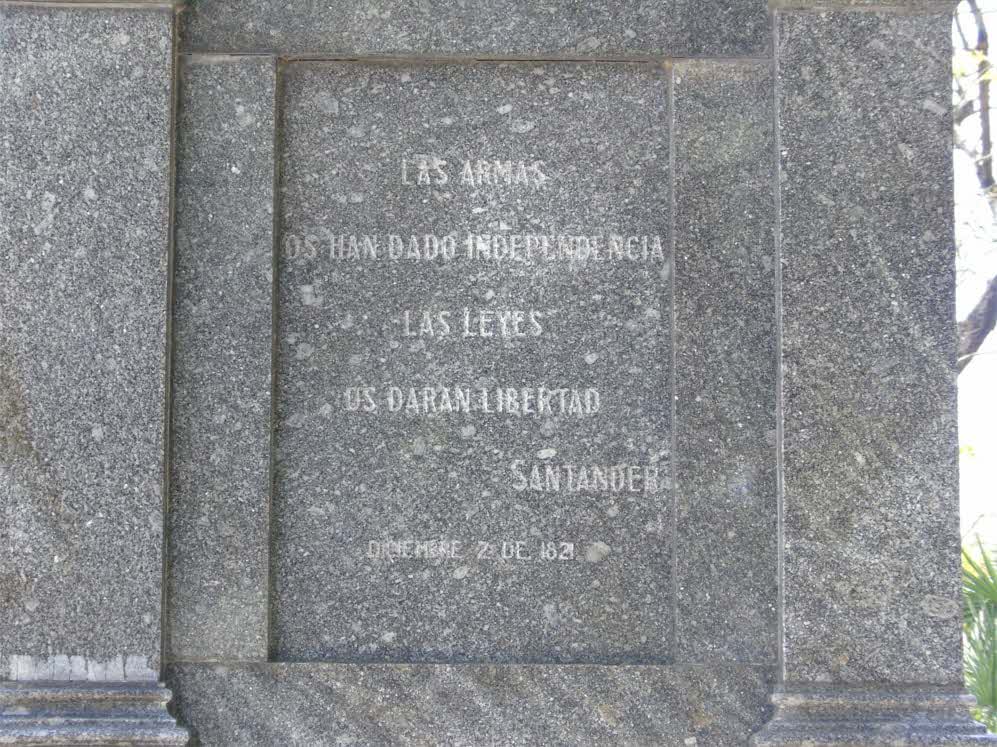 LAS ARMAS
OS HAN DADO INDEPENDENCIA
LAS LEYES
OS DARAN LIBERTAD
SANTANDER
DICIEMBRE 2 DE 1821